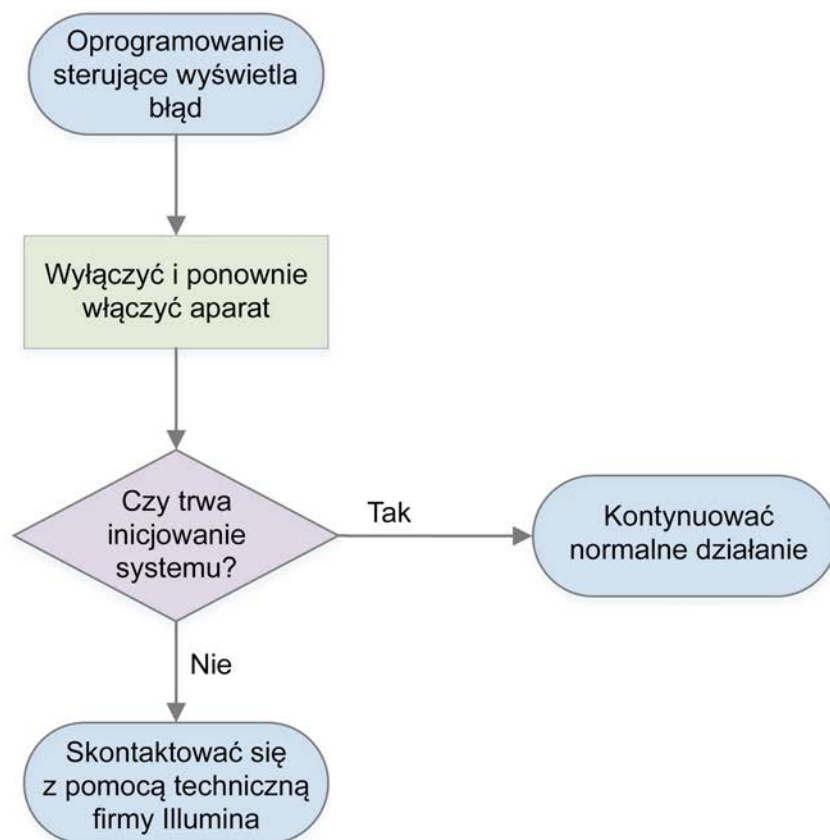 Oprogramowanie
sterujące wyświetla
błąd
Wyłączyć i ponownie
włączyć aparat
Czy trwa
inicjowanie
systemu?
Tak
Kontynuować
normalne działanie
Nie
Skontaktować się
z pomocą techniczną
firmy Illumina